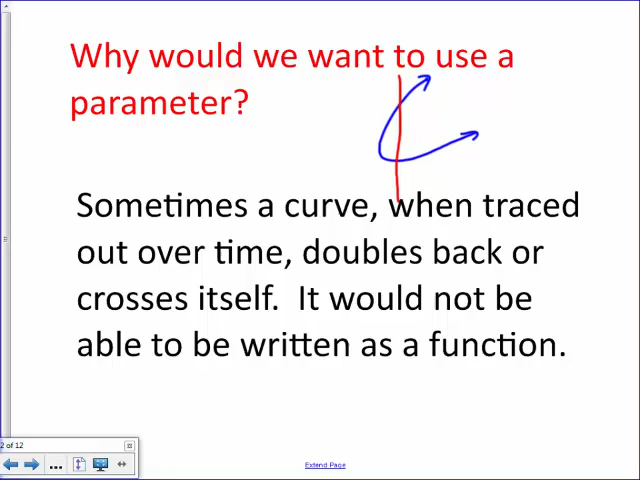 Why would we want to use a
parameter?
Sometimes a curve, when traced
out over time, doubles back or
crosses itself.  It would not be
able to be written as a function.
2 of 12
Extend Page